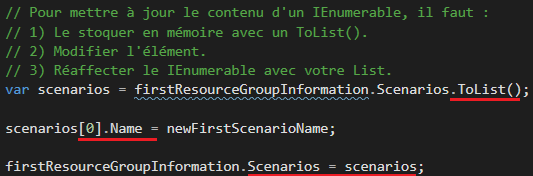 // Pour mettre à jour le contenu d'un IEnumerable, il faut :
// 1) Le stoquer en mémoire avec un ToList().
// 2) Modifier l'élément.
// 3) Réaffecter le IEnumerable avec votre List.
var scenarios = firstResourceGroupInformation.Scenarios.ToList();
scenarios[0].Name = newFirstScenarioName;
firstResourceGroupInformation.Scenarios = scenarios;